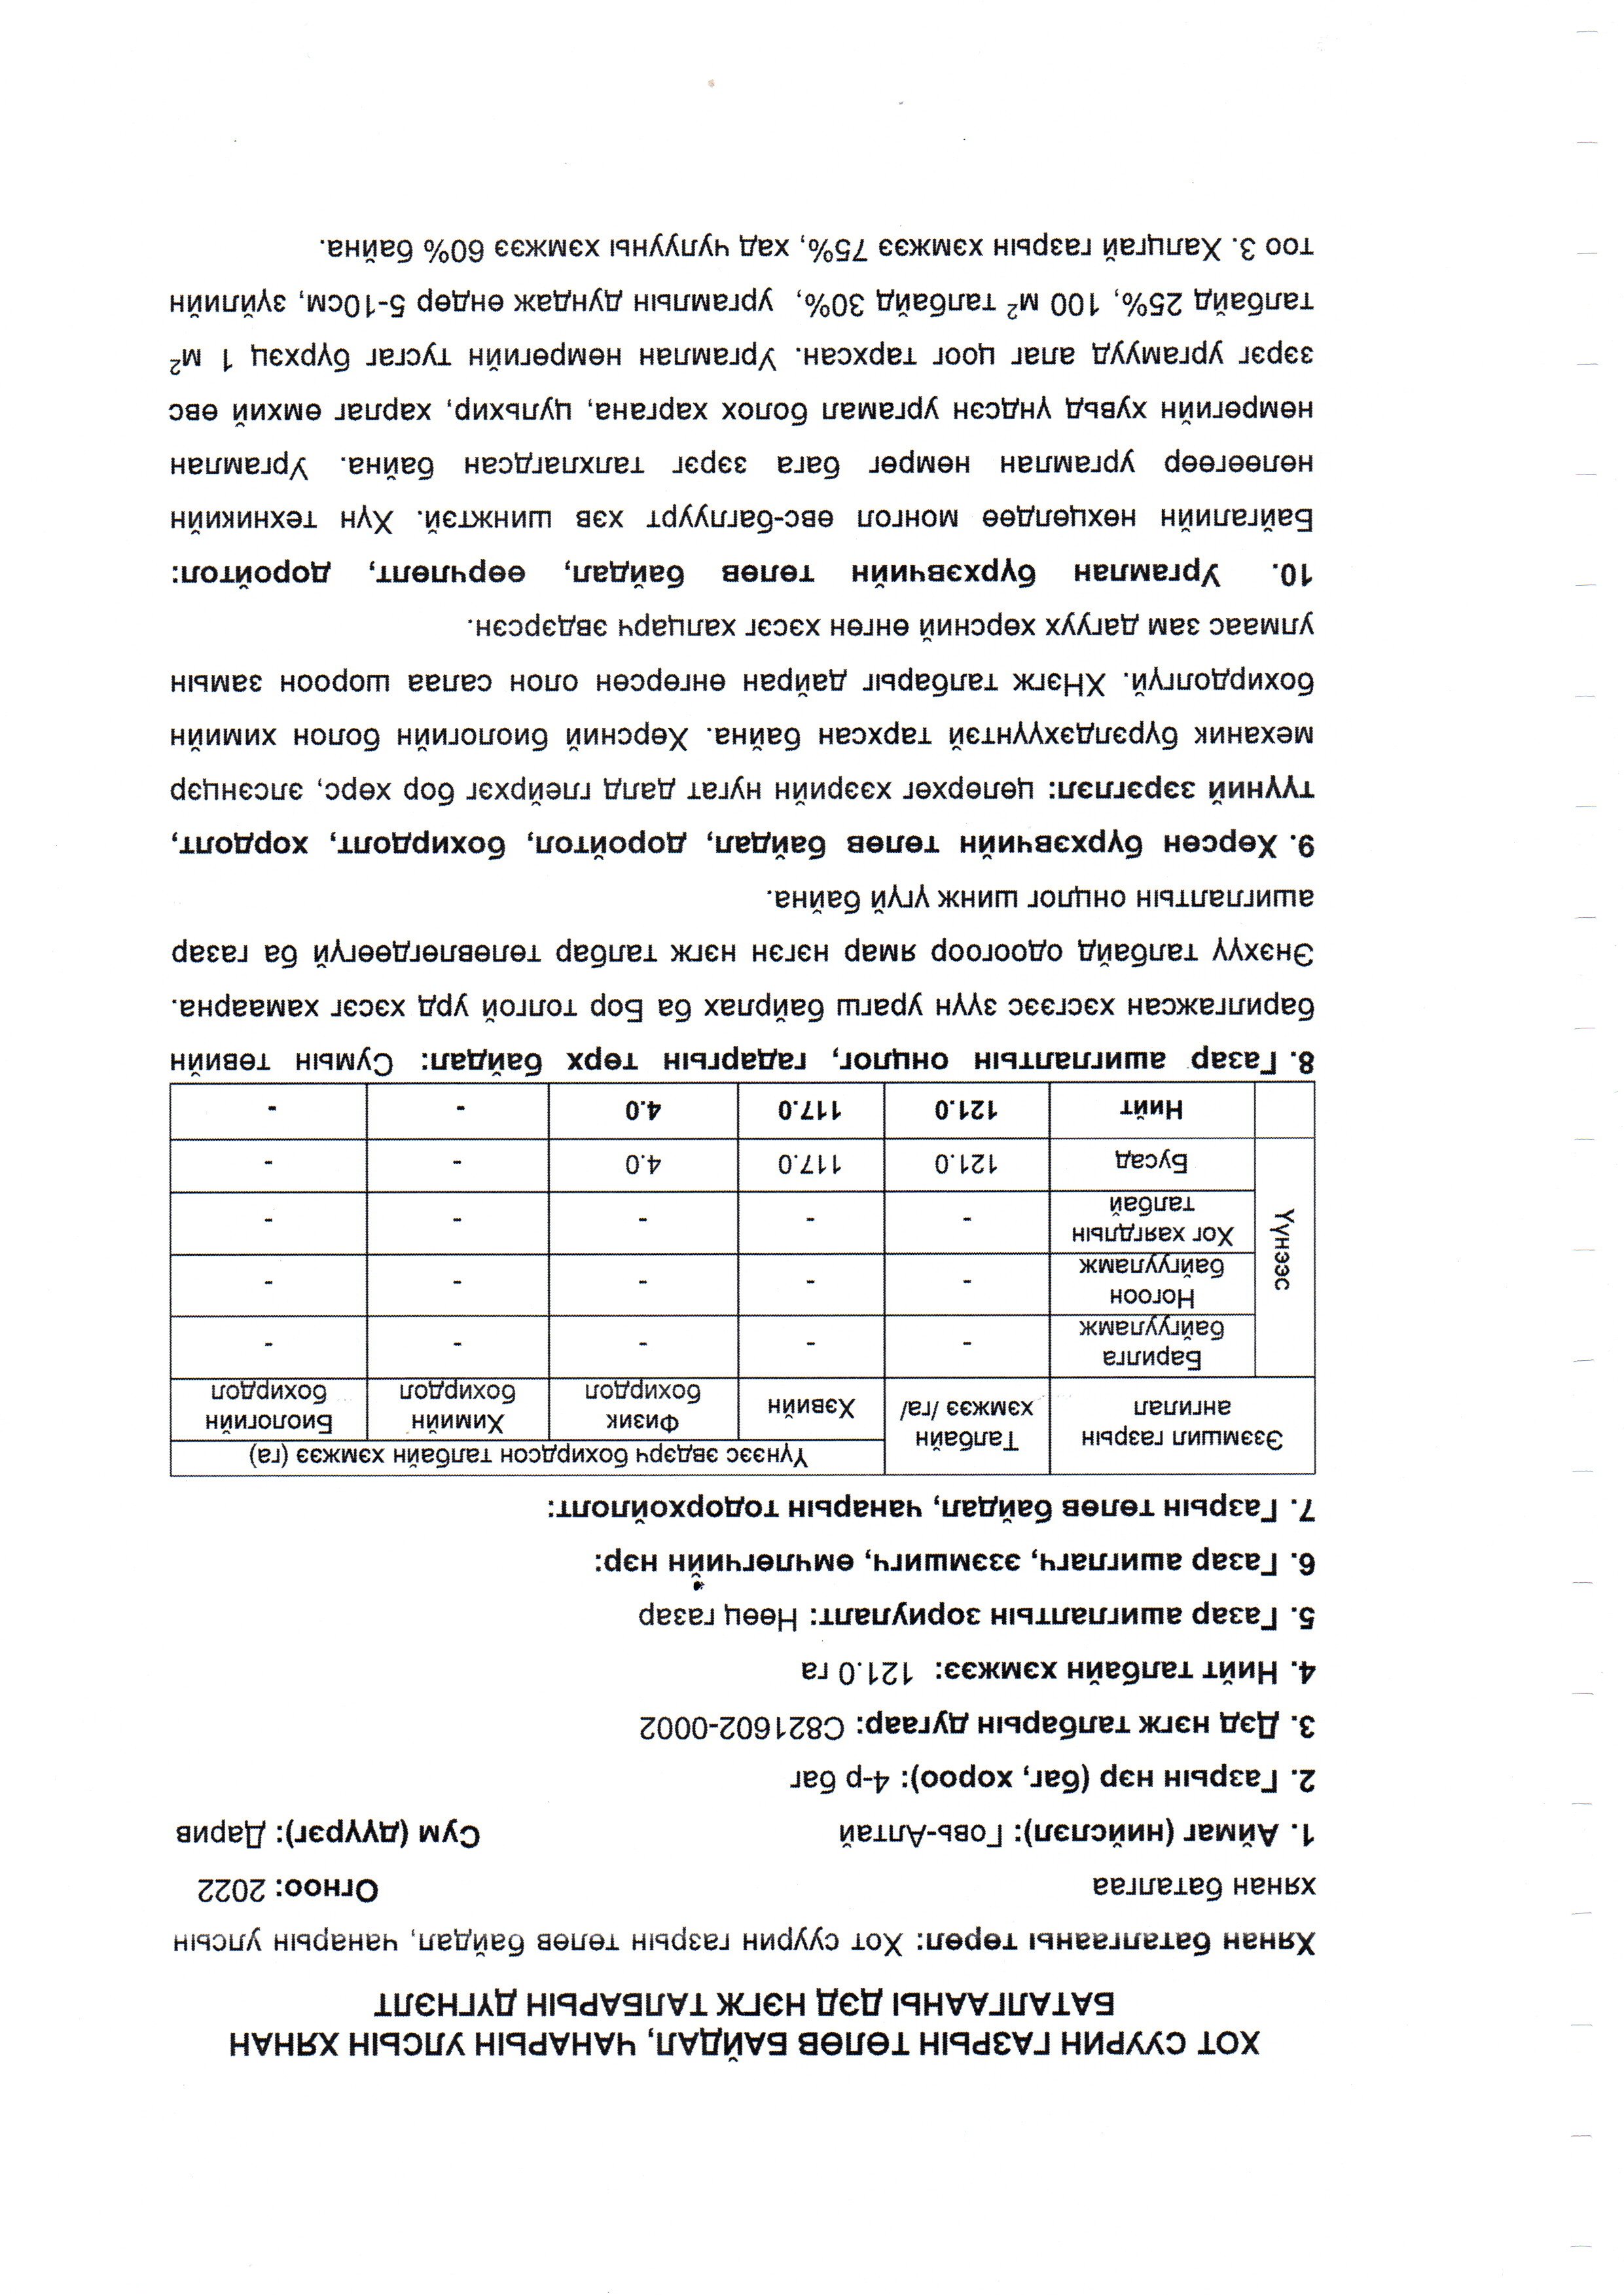 ХОТ СУУРИН ГАЗРЫН ТӨЛӨВ БАЙДАЛ, ЧАНАРЫН УЛСЫН ХЯНАН
БАТАЛГААНЫ ДЭД НЭГЖ ТАЛБАРЫН ДҮГНЭЛТ
Хянан баталгааны төрөл: Хот суурин газрын төлөв байдал, чанарын улсын
хянан баталгаа Огноо: 2022
1. Аймаг (нийслэл): Говь-Алтай Сум (дүүрэг): Дарив
2. Газрын нэр (баг, хороо): 4-р баг
3. Дэд нэгж талбарын дугаар: C821602-0002
4. Нийт талбайн хэмжээ: 121.0 га
5. Газар ашиглалтын зориулалт: Нөөц газар
6. Газар ашиглагч, эзэмшигч, өмчлөгчийн нэр:
7. Газрын төлөв байдал, чанарын тодорхойлолт:
Эзэмшил газрын ангилал Талбайн хэмжээ /га/ Үүнээс эвдэрч бохирдсон талбайн хэмжээ (га)
Хэвийн Физик бохирдол Химийн бохирдол Биологийн бохирдол
Үүнээс Барилга байгууламж - - - - -
Ногоон байгууламж - - - - -
Хог хаягдлын талбай - - - - -
Бусад 121.0 117.0 4.0 - -
Нийт 121.0 117.0 4.0 - -
8. Газар ашиглалтын онцлог, гадаргын төрх байдал: Сумын төвийн
барилгажсан хэсгээс зүүн урагш байрлах ба Бор толгой урд хэсэг хамаарна.
Энэхүү талбайд одоогоор ямар нэгэн нэгж талбар төлөвлөгдөөгүй ба газар
ашиглалтын онцлог шинж үгүй байна.
9. Хөрсөн бүрхэвчийн төлөв байдал, доройтол, бохирдолт, хордолт,
түүний зэрэглэл: цөлөрхөг хээрийн нугат далд глейрхэг бор хөрс, элсэнцэр
механик бүрэлдэхүүнтэй тархсан байна. Хөрсний биологийн болон химийн
бохирдолгүй. ХНэгж талбарыг дайран өнгөрсөн олон салаа шороон замын
улмаас зам дагуух хөрсний өнгөн хэсэг халцарч эвдэрсэн.
10. Ургамлан бүрхэвчийн төлөв байдал, өөрчлөлт, доройтол:
Байгалийн нөхцөлдөө монгол өвс-баглуурт хэв шинжтэй. Хүн техникийн
нөлөөгөөр ургамлан нөмрөг бага зэрэг талхлагдсан байна. Ургамлан
нөмрөгийн хувьд үндсэн ургамал болох харгана, цульхир, харлаг өмхий өвс
зэрэг ургамууд алаг цоог тархсан. Ургамлан нөмрөгийн тусгаг бүрхэц 1 м²
талбайд 25%, 100 м² талбайд 30%, ургамлын дундаж өндөр 5-10см, зүйлийн
тоо 3. Халцгай газрын хэмжээ 75%, хад чулууны хэмжээ 60% байна.